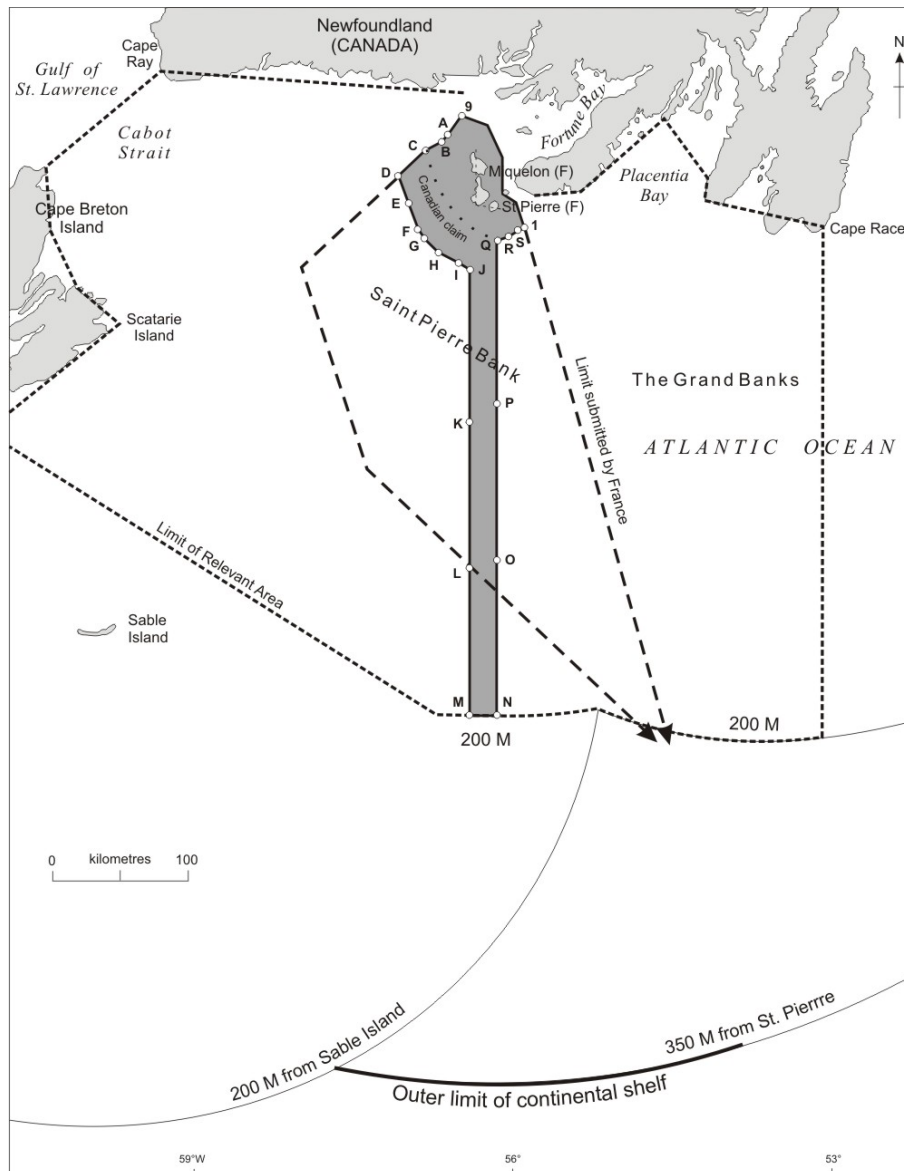 Newfoundland
(CANADA)
N
Cape
Ray
Gulf of
St. Lawrence
Cabot
Strait
Fortune Bay
9
A
B
C
D
E
F
G
H
I
J
Canadian claim
Miquelon (F)
St Pierre (F)
Placentia
Bay
1
S
R
Q
Cape Race
Cape Breton
Island
Scatarie
Island
Saint Pierre Bank
The Grand Banks
ATLANTIC OCEAN
Limit submitted by France
P
K
O
L
Limit of Relevant Area
Sable
Island
M
N
200 M
200 M
0 kilometres 100
200 M from Sable Island
350 M from St. Pierrre
Outer limit of continental shelf
59°W
56°
53°